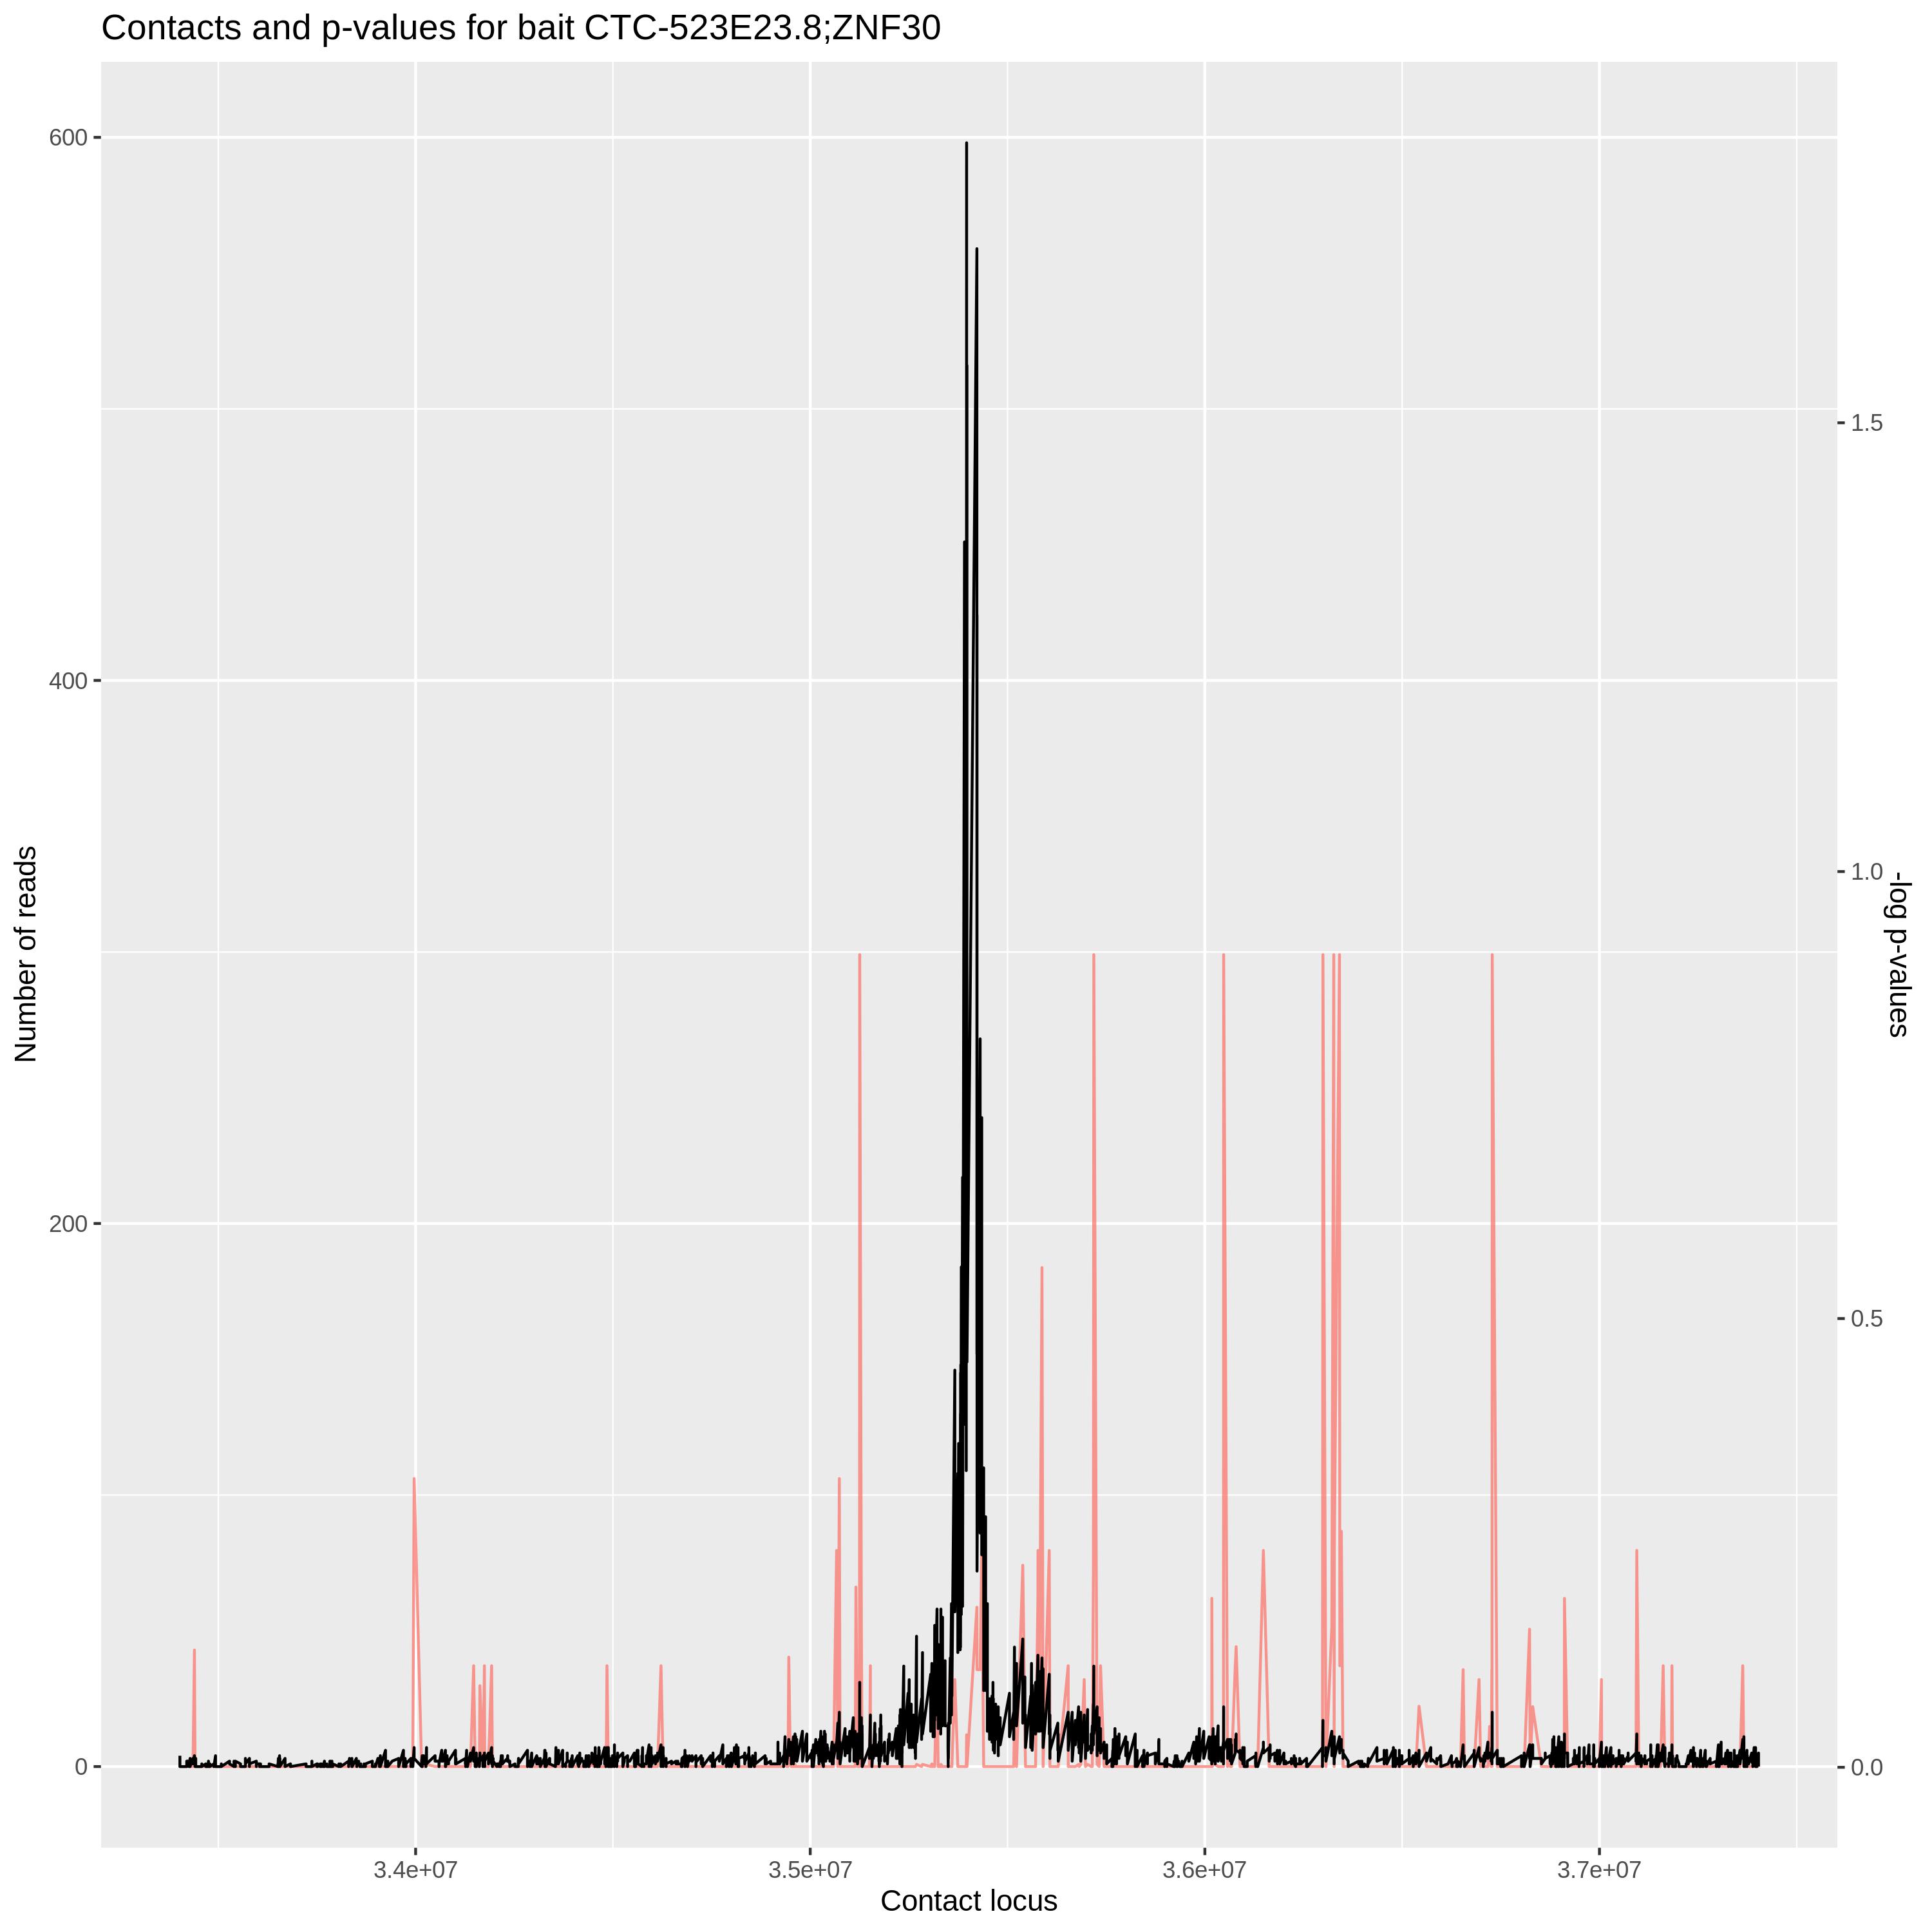 Contacts and p-values for bait CTC-523E23.8;ZNF30
600
400
200
0
Number of reads
1.5
1.0
0.5
0.0
-log p-values
3.4e+07 3.5e+07 3.6e+07 3.7e+07
Contact locus